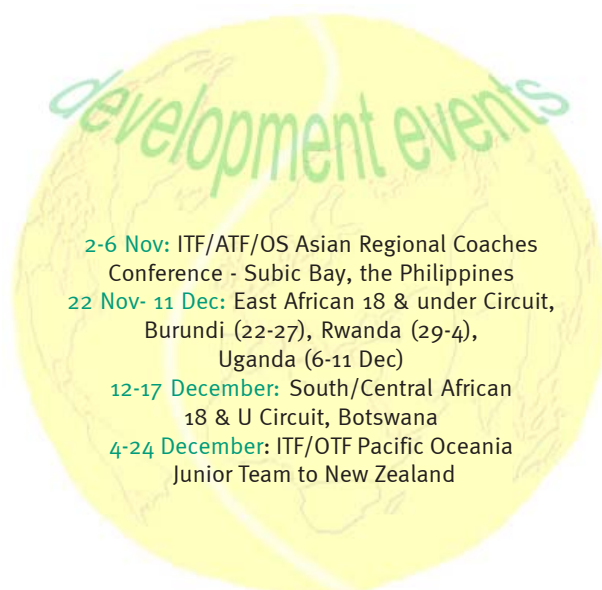 development events
2-6 Nov: ITF/ATF/OS Asian Regional Coaches
Conference - Subic Bay, the Philippines
22 Nov- 11 Dec: East African 18 & under Circuit,
Burundi (22-27), Rwanda (29-4),
Uganda (6-11 Dec)
12-17 December: South/Central African
18 & U Circuit, Botswana
4-24 December: ITF/OTF Pacific Oceania
Junior Team to New Zealand